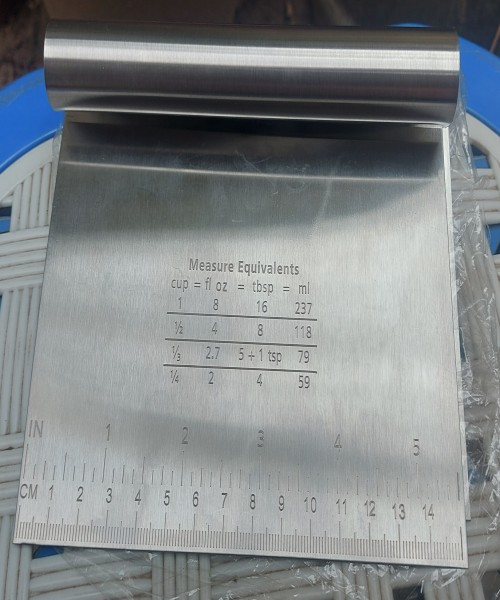 Measure Equivalents
cup = fl oz = tbsp = ml
1 8 16 237
½ 4 8 118
⅓ 2.7 5 + 1 tsp 79
¼ 2 4 59
IN 1 2 3 4 5
CM 1 2 3 4 5 6 7 8 9 10 11 12 13 14